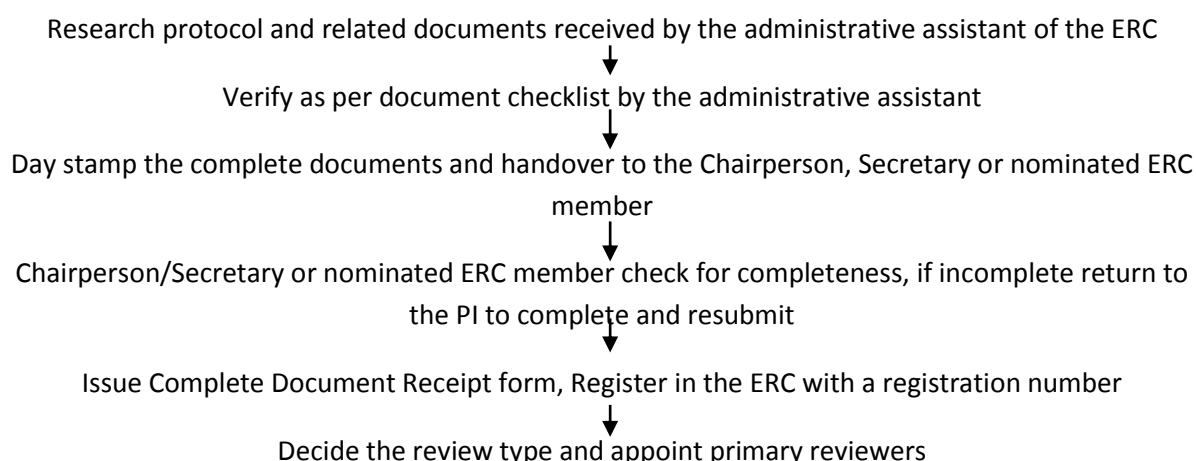 Research protocol and related documents received by the administrative assistant of the ERC
Verify as per document checklist by the administrative assistant
Day stamp the complete documents and handover to the Chairperson, Secretary or nominated ERC
member
Chairperson/Secretary or nominated ERC member check for completeness, if incomplete return to
the PI to complete and resubmit
Issue Complete Document Receipt form, Register in the ERC with a registration number
Decide the review type and appoint primary reviewers